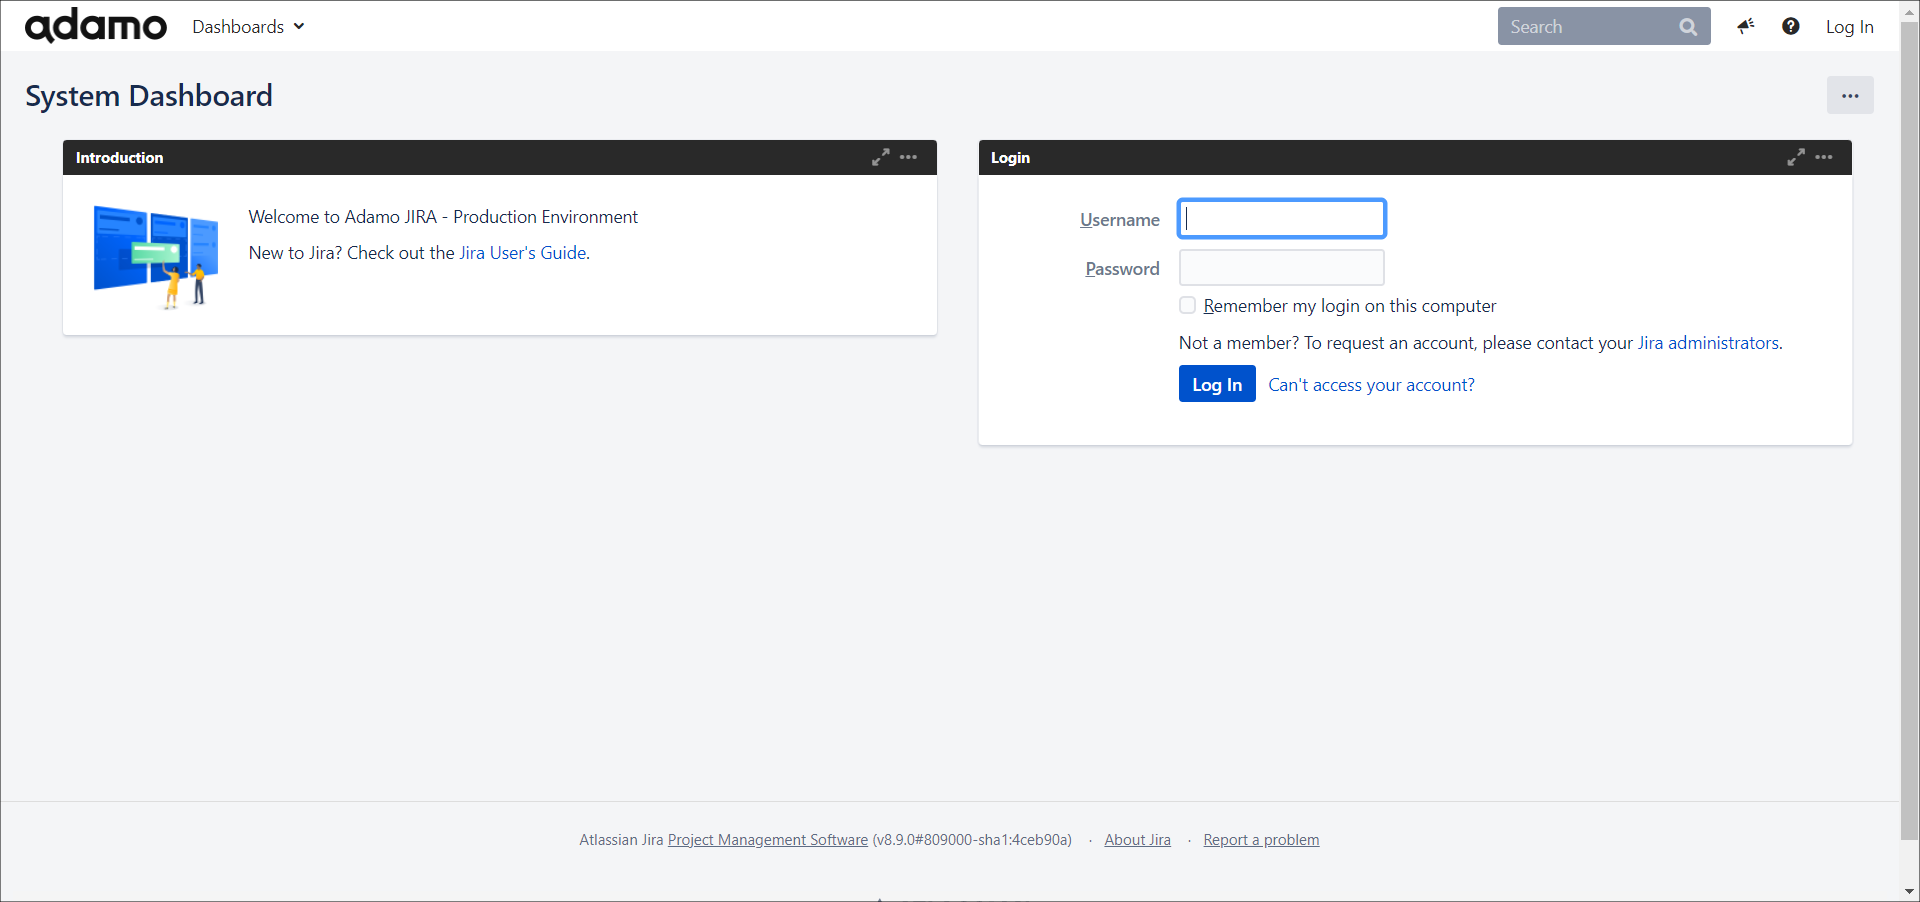 adamo
Dashboards
Search
Log In
System Dashboard
Introduction
Welcome to Adamo JIRA - Production Environment
New to Jira? Check out the Jira User's Guide.
Login
Username
Password
Remember my login on this computer
Not a member? To request an account, please contact your Jira administrators.
Log In
Can't access your account?
Atlassian Jira Project Management Software (v8.9.0#809000-sha1:4ceb90a) · About Jira · Report a problem